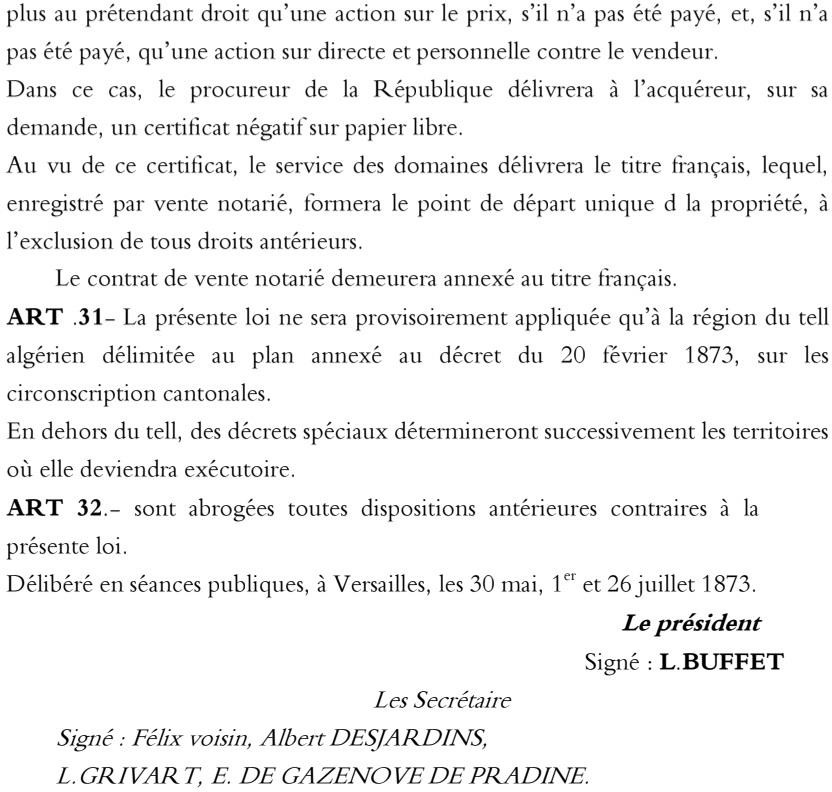 plus au prétendant droit qu’une action sur le prix, s’il n’a pas été payé, et, s’il n’a
pas été payé, qu’une action sur directe et personnelle contre le vendeur.
Dans ce cas, le procureur de la République délivrera à l’acquéreur, sur sa
demande, un certificat négatif sur papier libre.
Au vu de ce certificat, le service des domaines délivrera le titre français, lequel,
enregistré par vente notarié, formera le point de départ unique d la propriété, à
l’exclusion de tous droits antérieurs.
Le contrat de vente notarié demeurera annexé au titre français.
ART .31– La présente loi ne sera provisoirement appliquée qu’à la région du tell
algérien délimitée au plan annexé au décret du 20 février 1873, sur les
circonscription cantonales.
En dehors du tell, des décrets spéciaux détermineront successivement les territoires
où elle deviendra exécutoire.
ART 32.– sont abrogées toutes dispositions antérieures contraires à la
présente loi.
Délibéré en séances publiques, à Versailles, les 30 mai, 1er et 26 juillet 1873.
Le président
Signé : L.BUFFET
Les Secrétaire
Signé : Félix voisin, Albert DESJARDINS,
L.GRIVART, E. DE GAZENOVE DE PRADINE.